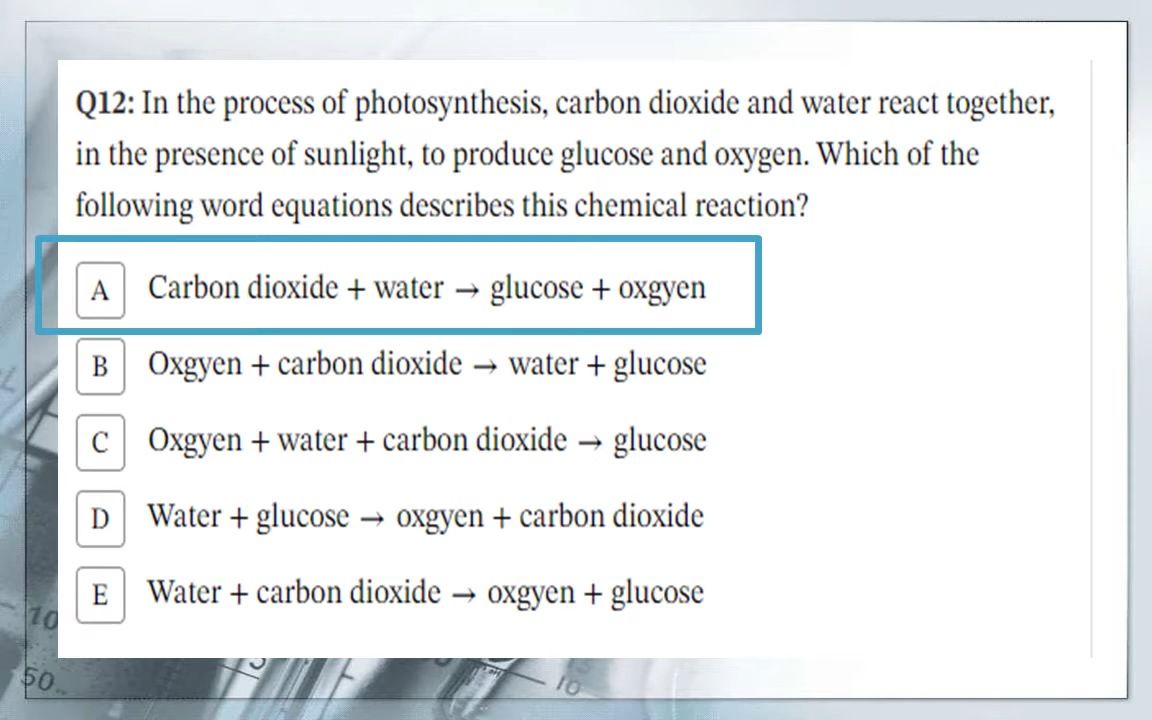 Q12: In the process of photosynthesis, carbon dioxide and water react together,
in the presence of sunlight, to produce glucose and oxygen. Which of the
following word equations describes this chemical reaction?
A Carbon dioxide + water → glucose + oxgyen
B Oxgyen + carbon dioxide → water + glucose
C Oxgyen + water + carbon dioxide → glucose
D Water + glucose → oxgyen + carbon dioxide
E Water + carbon dioxide → oxgyen + glucose
10
50
10